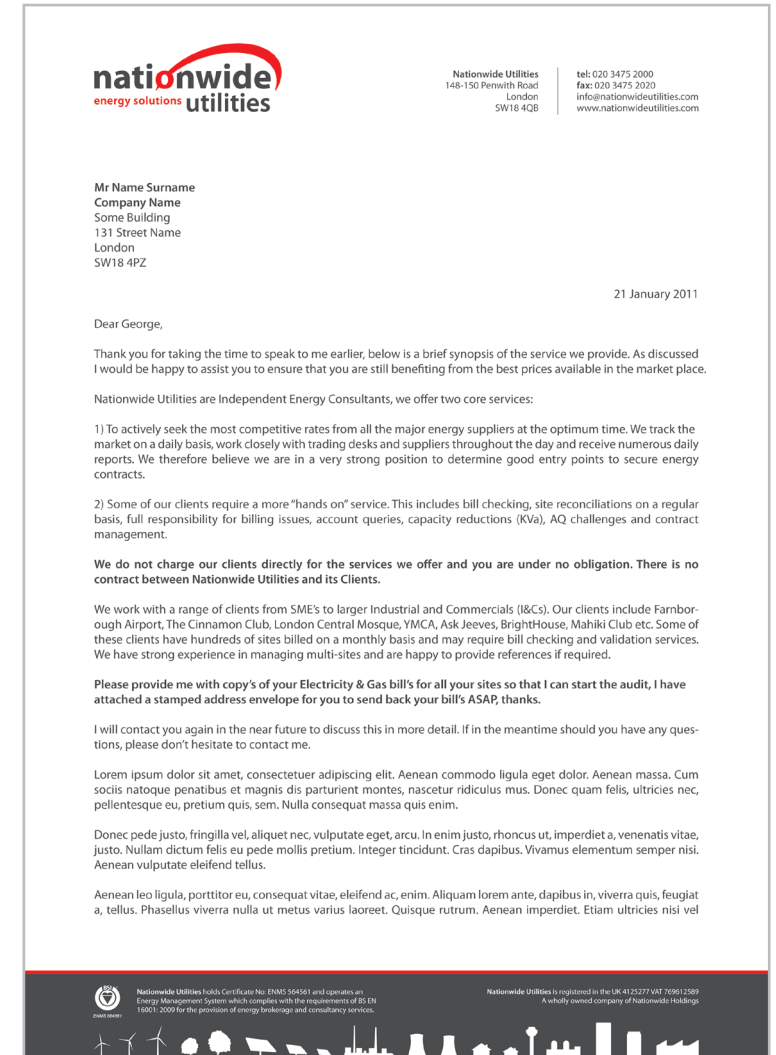 nationwide
energy solutions utilities
Nationwide Utilities
148-150 Penwith Road
London
SW18 4QB
tel: 020 3475 2000
fax: 020 3475 2020
info@nationwideutilities.com
www.nationwideutilities.com
Mr Name Surname
Company Name
Some Building
131 Street Name
London
SW18 4PZ
21 January 2011
Dear George,
Thank you for taking the time to speak to me earlier, below is a brief synopsis of the service we provide. As discussed
I would be happy to assist you to ensure that you are still benefiting from the best prices available in the market place.
Nationwide Utilities are Independent Energy Consultants, we offer two core services:
1) To actively seek the most competitive rates from all the major energy suppliers at the optimum time. We track the
market on a daily basis, work closely with trading desks and suppliers throughout the day and receive numerous daily
reports. We therefore believe we are in a very strong position to determine good entry points to secure energy
contracts.
2) Some of our clients require a more "hands on" service. This includes bill checking, site reconciliations on a regular
basis, full responsibility for billing issues, account queries, capacity reductions (KVa), AQ challenges and contract
management.
We do not charge our clients directly for the services we offer and you are under no obligation. There is no
contract between Nationwide Utilities and its Clients.
We work with a range of clients from SME's to larger Industrial and Commercials (I&Cs). Our clients include Farnbor-
ough Airport, The Cinnamon Club, London Central Mosque, YMCA, Ask Jeeves, BrightHouse, Mahiki Club etc. Some of
these clients have hundreds of sites billed on a monthly basis and may require bill checking and validation services.
We have strong experience in managing multi-sites and are happy to provide references if required.
Please provide me with copy's of your Electricity & Gas bill's for all your sites so that I can start the audit, I have
attached a stamped address envelope for you to send back your bill's ASAP, thanks.
I will contact you again in the near future to discuss this in more detail. If in the meantime should you have any ques-
tions, please don't hesitate to contact me.
Lorem ipsum dolor sit amet, consectetuer adipiscing elit. Aenean commodo ligula eget dolor. Aenean massa. Cum
sociis natoque penatibus et magnis dis parturient montes, nascetur ridiculus mus. Donec quam felis, ultricies nec,
pellentesque eu, pretium quis, sem. Nulla consequat massa quis enim.
Donec pede justo, fringilla vel, aliquet nec, vulputate eget, arcu. In enim justo, rhoncus ut, imperdiet a, venenatis vitae,
justo. Nullam dictum felis eu pede mollis pretium. Integer tincidunt. Cras dapibus. Vivamus elementum semper nisi.
Aenean vulputate eleifend tellus.
Aenean leo ligula, porttitor eu, consequat vitae, eleifend ac, enim. Aliquam lorem ante, dapibus in, viverra quis, feugiat
a, tellus. Phasellus viverra nulla ut metus varius laoreet. Quisque rutrum. Aenean imperdiet. Etiam ultricies nisi vel
BSI
ENMS 564561
Nationwide Utilities holds Certificate No: ENMS 564561 and operates an
Energy Management System which complies with the requirements of BS EN
16001: 2009 for the provision of energy brokerage and consultancy services.
Nationwide Utilities is registered in the UK 4125277 VAT 769612589
A wholly owned company of Nationwide Holdings